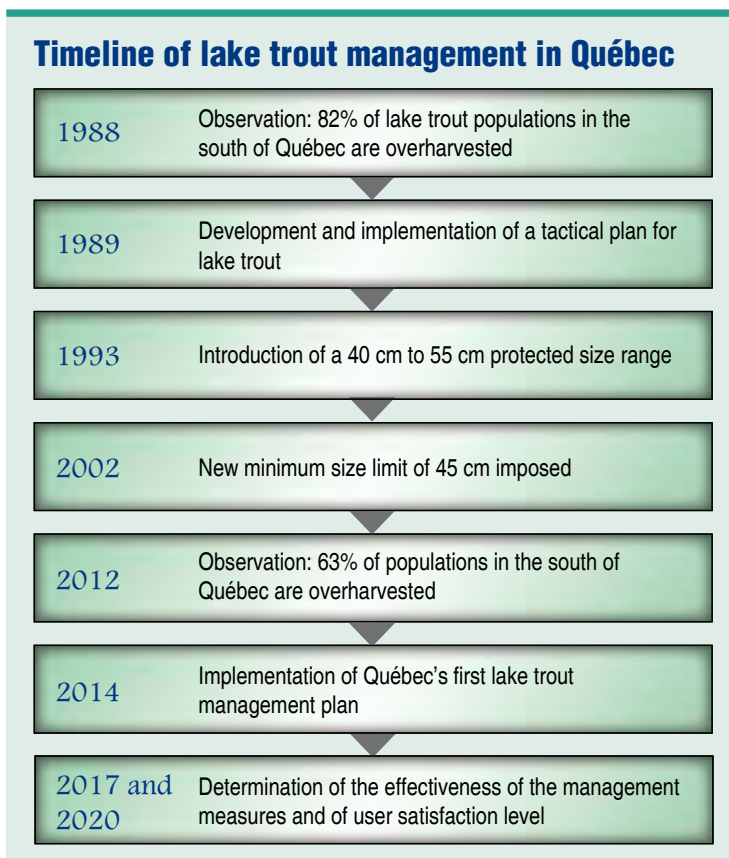 Timeline of lake trout management in Québec
1988
Observation: 82% of lake trout populations in the
south of Québec are overharvested
1989
Development and implementation of a tactical plan for
lake trout
1993
Introduction of a 40 cm to 55 cm protected size range
2002
New minimum size limit of 45 cm imposed
2012
Observation: 63% of populations in the south of
Québec are overharvested
2014
Implementation of Québec's first lake trout
management plan
2017 and
2020
Determination of the effectiveness of the management
measures and of user satisfaction level